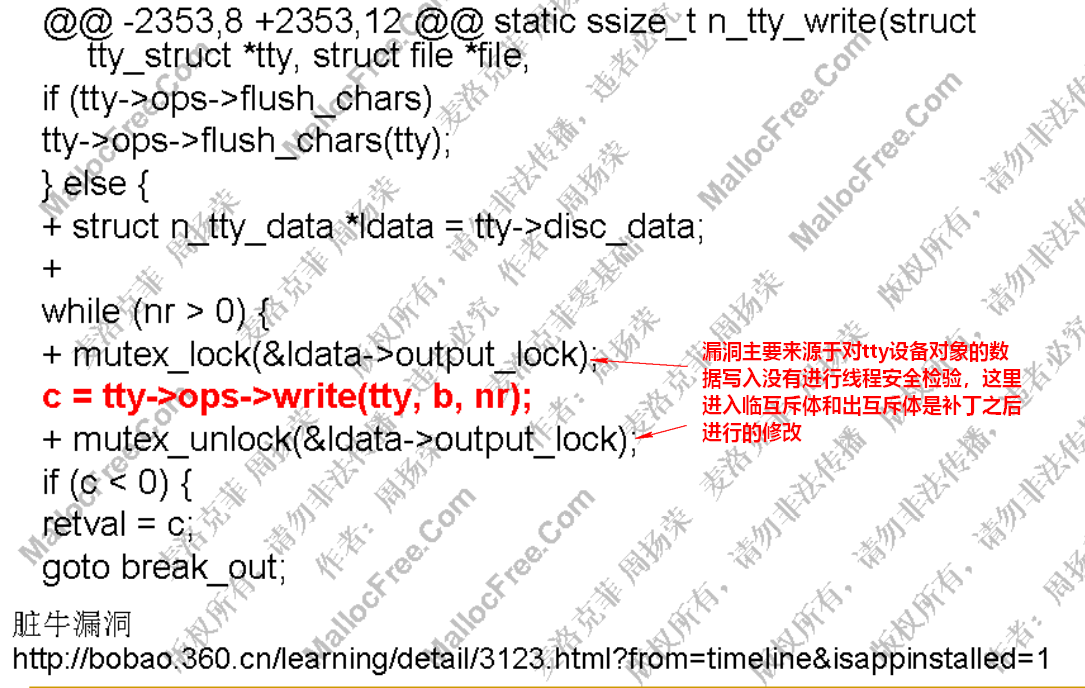 @@ -2353,8 +2353,12 @@ static ssize_t n_tty_write(struct
tty_struct *tty, struct file *file,
if (tty->ops->flush_chars)
tty->ops->flush_chars(tty);
} else {
+ struct n_tty_data *ldata = tty->disc_data;
+
while (nr > 0) {
+ mutex_lock(&ldata->output_lock);
漏洞主要来源于对tty设备对象的数
据写入没有进行线程安全检验，这里
进入临互斥体和出互斥体是补丁之后
进行的修改
c = tty->ops->write(tty, b, nr);
+ mutex_unlock(&ldata->output_lock);
if (c < 0) {
retval = c;
goto break_out;
脏牛漏洞
http://bobao.360.cn/learning/detail/3123.html?from=timeline&isappinstalled=1
MallocFree.Com
麦洛克菲 周扬荣
版权所有，请勿非法传播，违者必究
作者：周扬荣